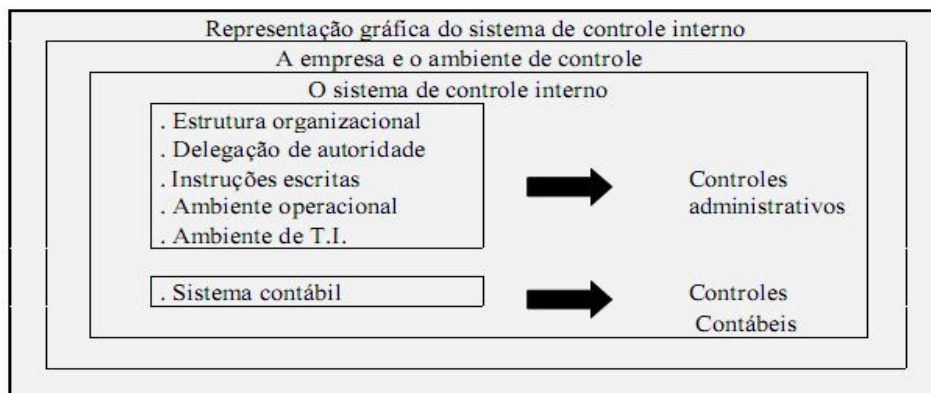 Representação gráfica do sistema de controle interno
A empresa e o ambiente de controle
O sistema de controle interno
. Estrutura organizacional
. Delegação de autoridade
. Instruções escritas
. Ambiente operacional
. Ambiente de T.I.
Controles
administrativos
. Sistema contábil
Controles
Contábeis